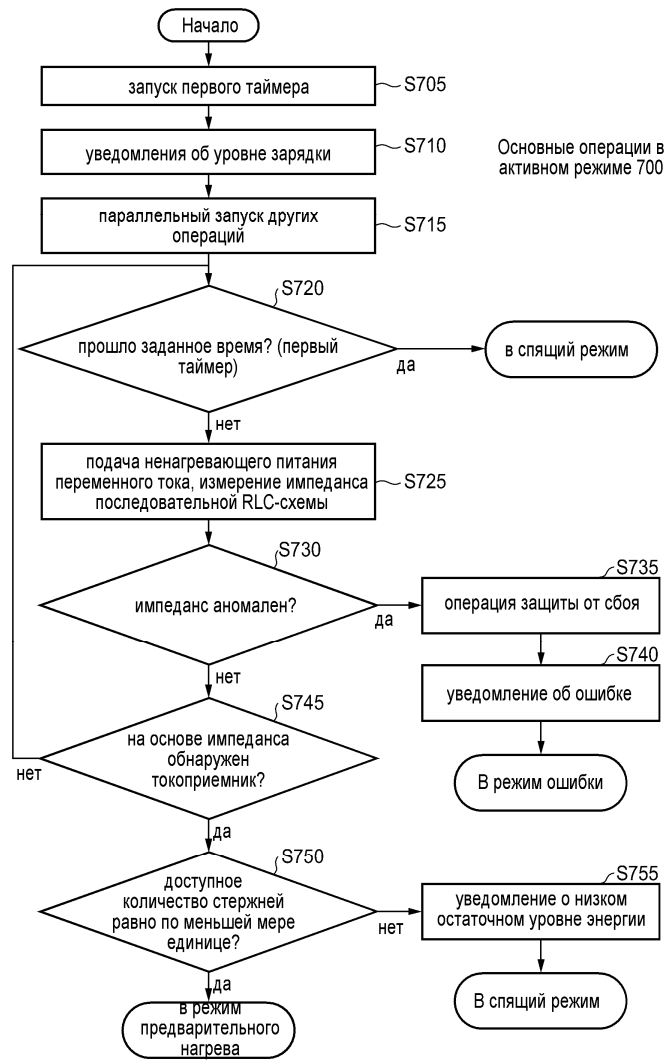 Начало
запуск первого таймера
S705
уведомления об уровне зарядки
S710
Основные операции в
активном режиме 700
параллельный запуск других
операций
S715
S720
прошло заданное время? (первый
таймер)
да
в спящий режим
нет
подача ненагревающего питания
переменного тока, измерение импеданса
последовательной RLC-схемы
S725
S730
импеданс аномален?
да
S735
операция защиты от сбоя
S740
уведомление об ошибке
В режим ошибки
нет
S745
на основе импеданса
обнаружен
токоприемник?
нет
да
S750
доступное
количество стержней
равно по меньшей мере
единице?
нет
S755
уведомление о низком
остаточном уровне энергии
В спящий режим
да
в режим
предварительного
нагрева